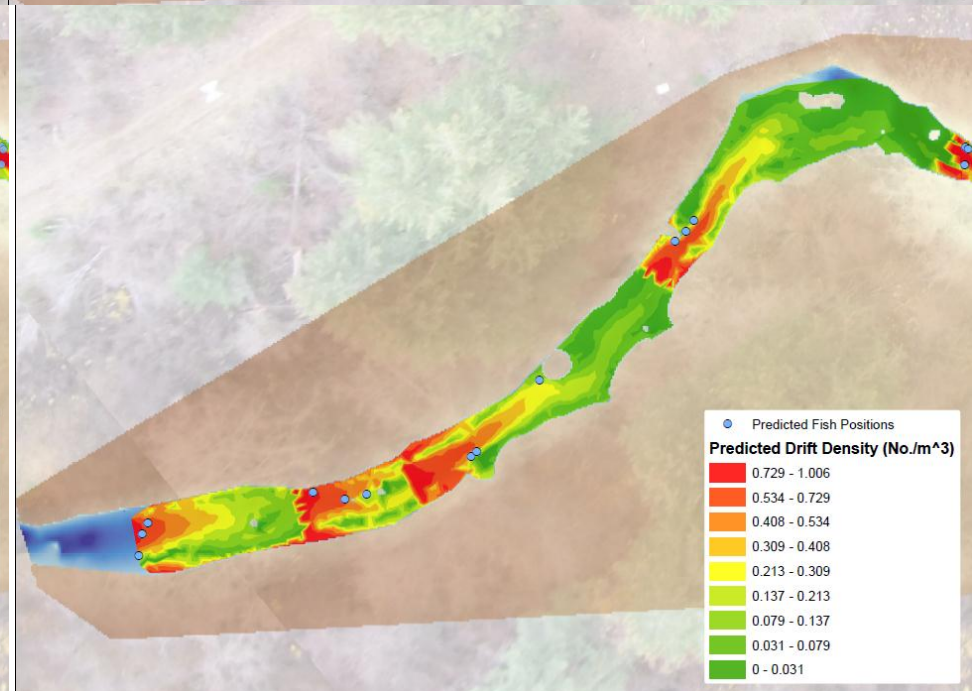 Predicted Fish Positions
Predicted Drift Density (No./m^3)
0.729 - 1.006
0.534 - 0.729
0.408 - 0.534
0.309 - 0.408
0.213 - 0.309
0.137 - 0.213
0.079 - 0.137
0.031 - 0.079
0 - 0.031